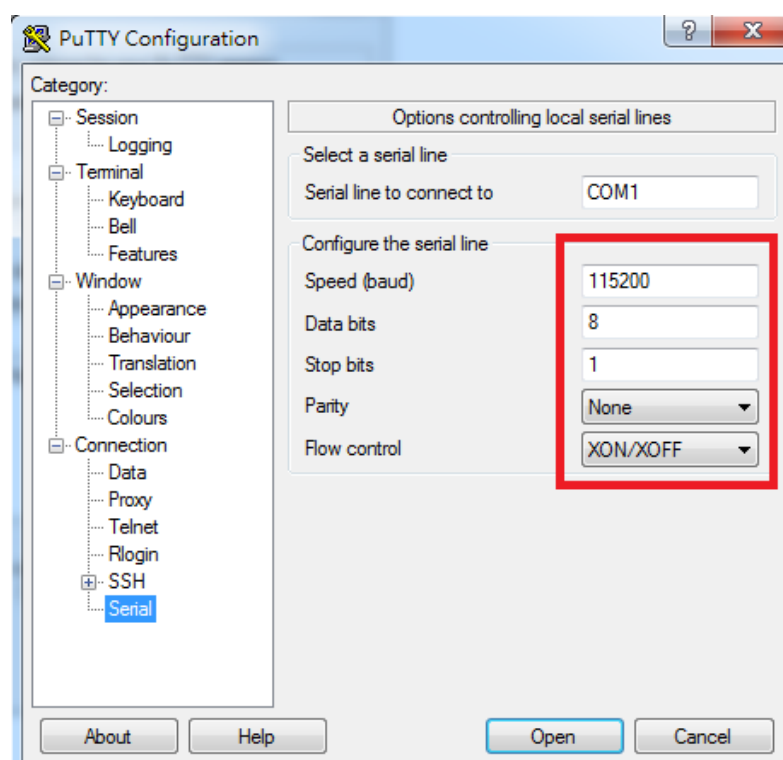 PuTTY Configuration
Category:
Session
Logging
Terminal
Keyboard
Bell
Features
Window
Appearance
Behaviour
Translation
Selection
Colours
Connection
Data
Proxy
Telnet
Rlogin
SSH
Serial
Options controlling local serial lines
Select a serial line
Serial line to connect to COM1
Configure the serial line
Speed (baud) 115200
Data bits 8
Stop bits 1
Parity None
Flow control XON/XOFF
About Help Open Cancel